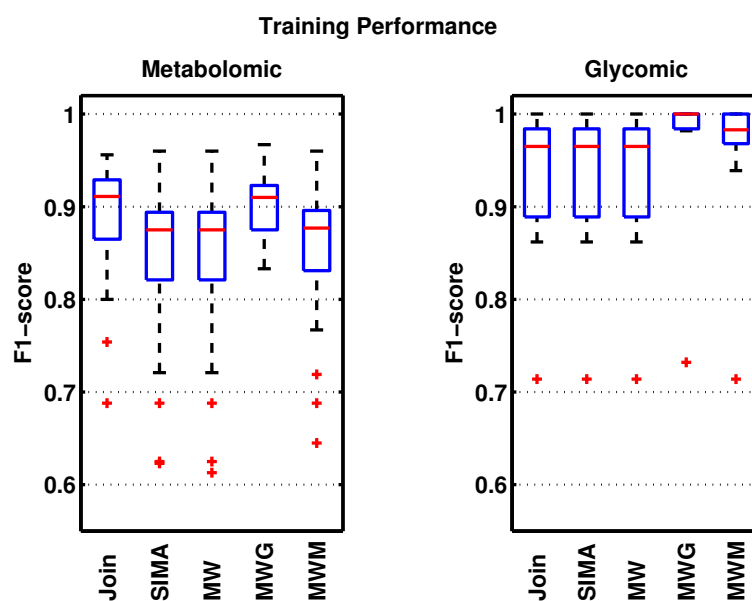 Training Performance
Metabolomic
F1-score
1
0.9
0.8
0.7
0.6
Join
SIMA
MW
MWG
MWM
Glycomic
F1-score
1
0.9
0.8
0.7
0.6
Join
SIMA
MW
MWG
MWM